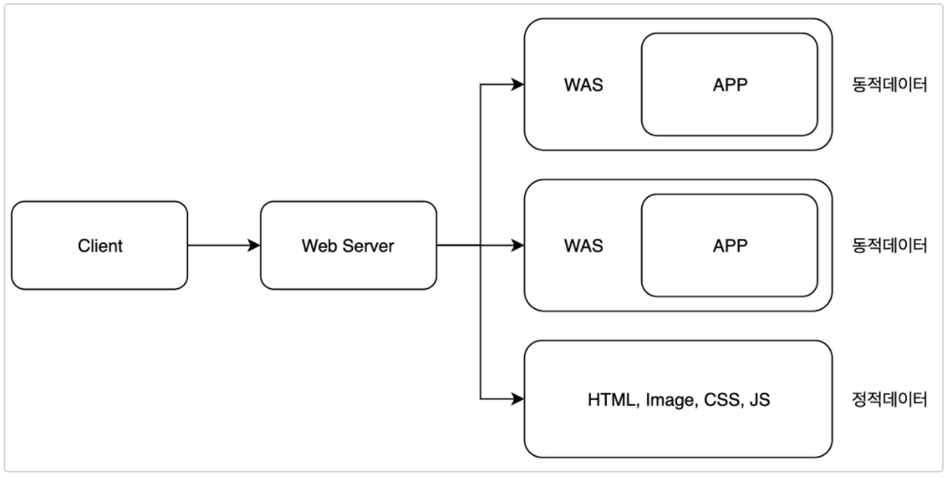 WAS
APP
동적데이터
Client
Web Server
WAS
APP
동적데이터
HTML, Image, CSS, JS
정적데이터